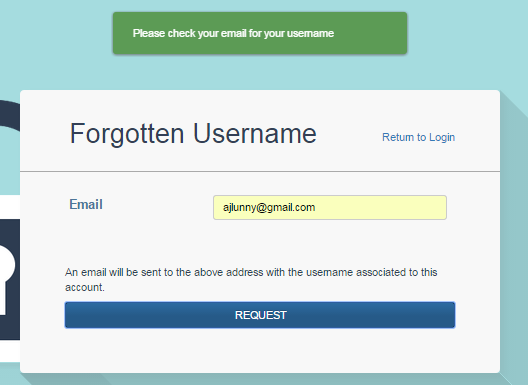 Please check your email for your username
Forgotten Username
Return to Login
Email
ajlunny@gmail.com
An email will be sent to the above address with the username associated to this
account.
REQUEST